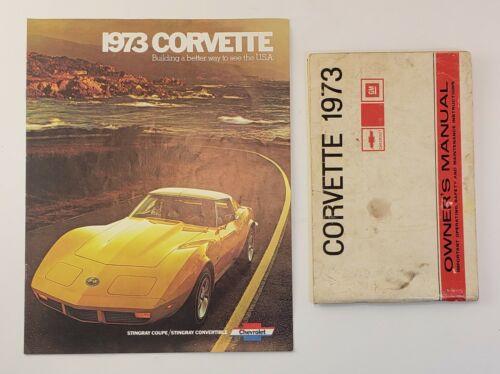 1973 CORVETTE
Building a better way to see the U.S.A.
STINGRAY COUPE/STINGRAY CONVERTIBLE
Chevrolet
CORVETTE 1973
GM
CHEVROLET
OWNER'S MANUAL
IMPORTANT OPERATING, SAFETY AND MAINTENANCE INSTRUCTIONS